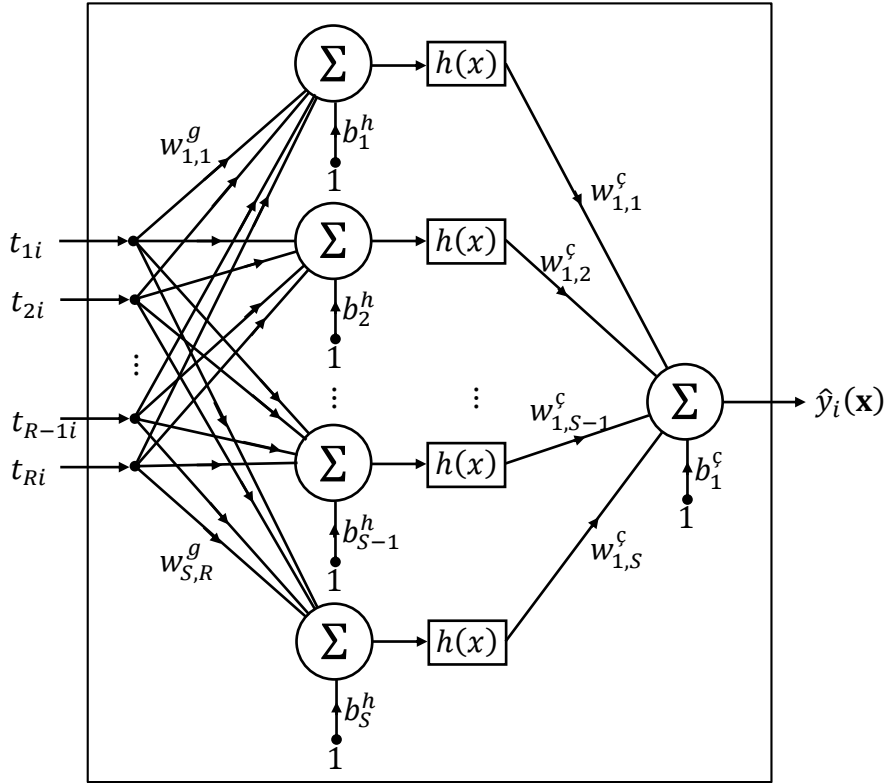 Σ
h(x)
w^g_{1,1}
b^h_1
1
w^ç_{1,1}
t_{1i}
Σ
h(x)
w^ç_{1,2}
t_{2i}
b^h_2
1
⋮
⋮
⋮
Σ
ŷ_i(𝐱)
t_{R−1i}
w^ç_{1,S−1}
t_{Ri}
Σ
h(x)
b^ç_1
1
b^h_{S−1}
w^g_{S,R}
1
w^ç_{1,S}
Σ
h(x)
b^h_S
1